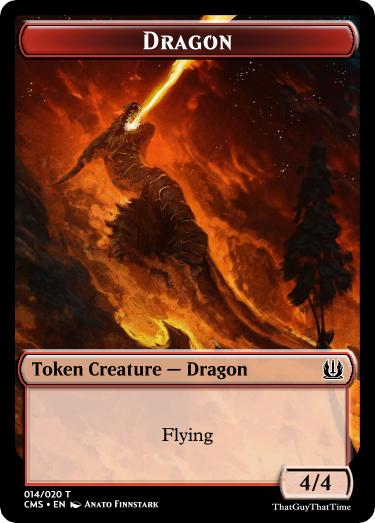 Dragon
Token Creature — Dragon
Flying
4/4
014/020 T
CMS • EN Anato Finnstark
ThatGuyThatTime